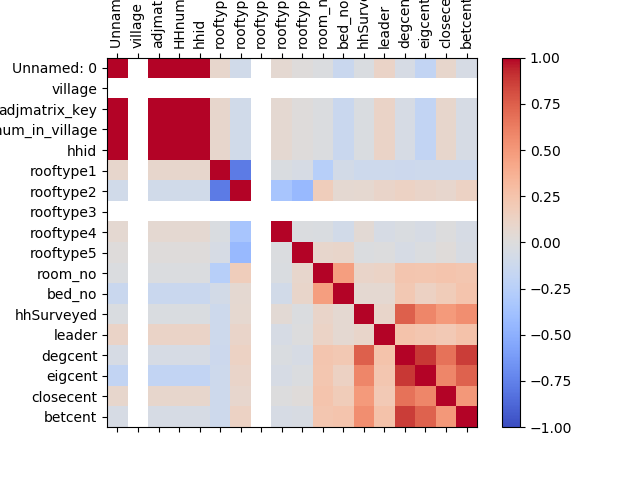 Unnam
village
adjmat
HHnum
hhid
rooftyp
rooftyp
rooftyp
rooftyp
rooftyp
room_n
bed_no
hhSurve
leader
degcent
eigcent
closece
betcent
Unnamed: 0
village
adjmatrix_key
num_in_village
hhid
rooftype1
rooftype2
rooftype3
rooftype4
rooftype5
room_no
bed_no
hhSurveyed
leader
degcent
eigcent
closecent
betcent
1.00
0.75
0.50
0.25
0.00
−0.25
−0.50
−0.75
−1.00